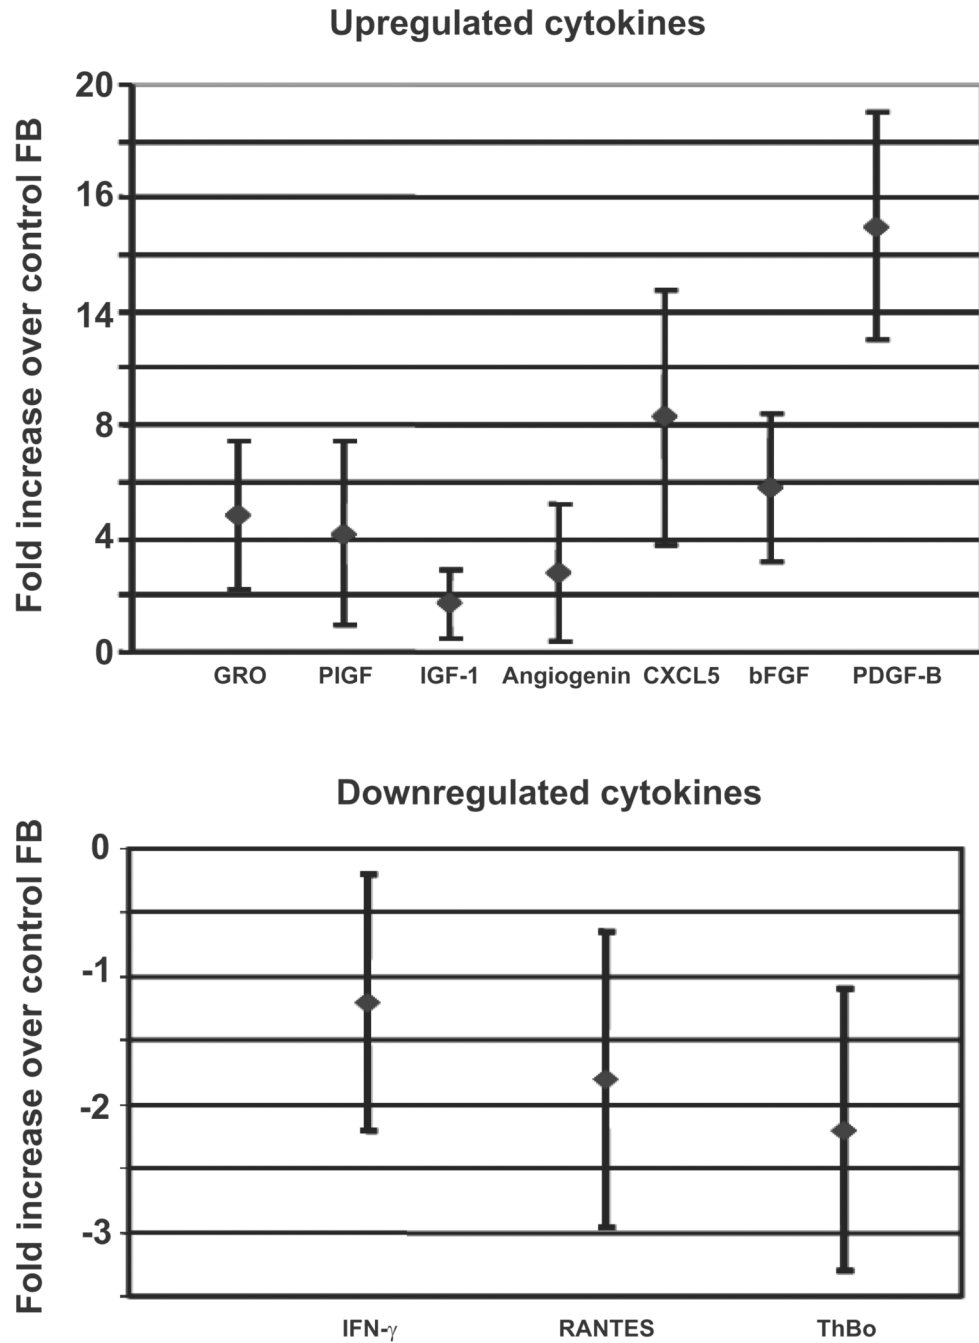 Upregulated cytokines
Fold increase over control FB
20
16
14
8
4
0
GRO PIGF IGF-1 Angiogenin CXCL5 bFGF PDGF-B
Downregulated cytokines
Fold increase over control FB
0
-1
-2
-3
IFN-γ RANTES ThBo